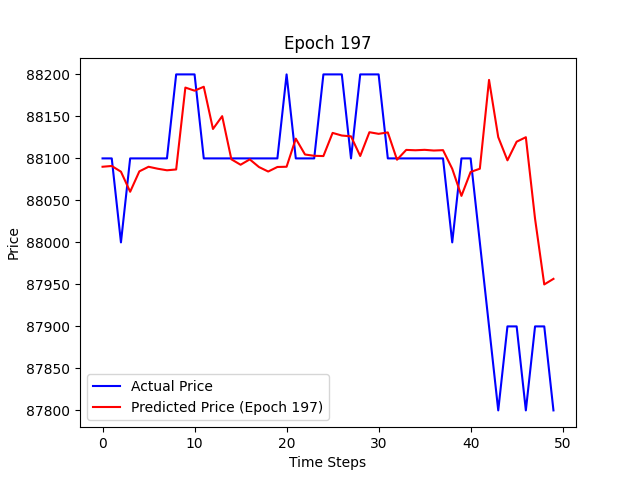 Epoch 197
88200
88150
88100
88050
88000
87950
87900
87850
87800
Price
Actual Price
Predicted Price (Epoch 197)
0 10 20 30 40 50
Time Steps